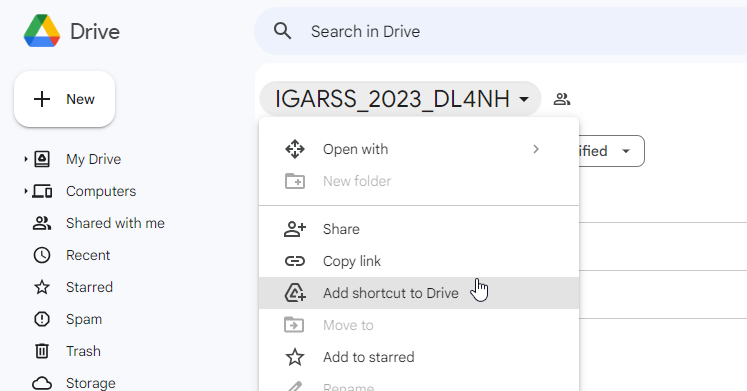 Drive
Search in Drive
New
IGARSS_2023_DL4NH
My Drive
Computers
Shared with me
Recent
Starred
Spam
Trash
Storage
Open with
ified
New folder
Share
Copy link
Add shortcut to Drive
Move to
Add to starred
Rename